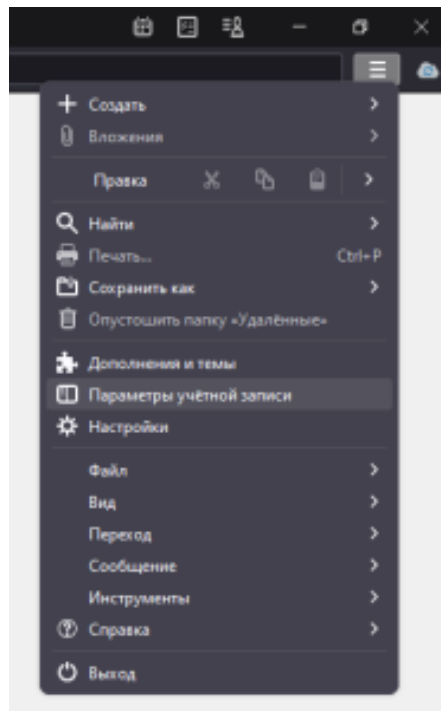 Создать
Вложения
Правка
Найти
Печать... Ctrl+P
Сохранить как
Опустошить папку «Удалённые»
Дополнения и темы
Параметры учётной записи
Настройки
Файл
Вид
Переход
Сообщение
Инструменты
Справка
Выход